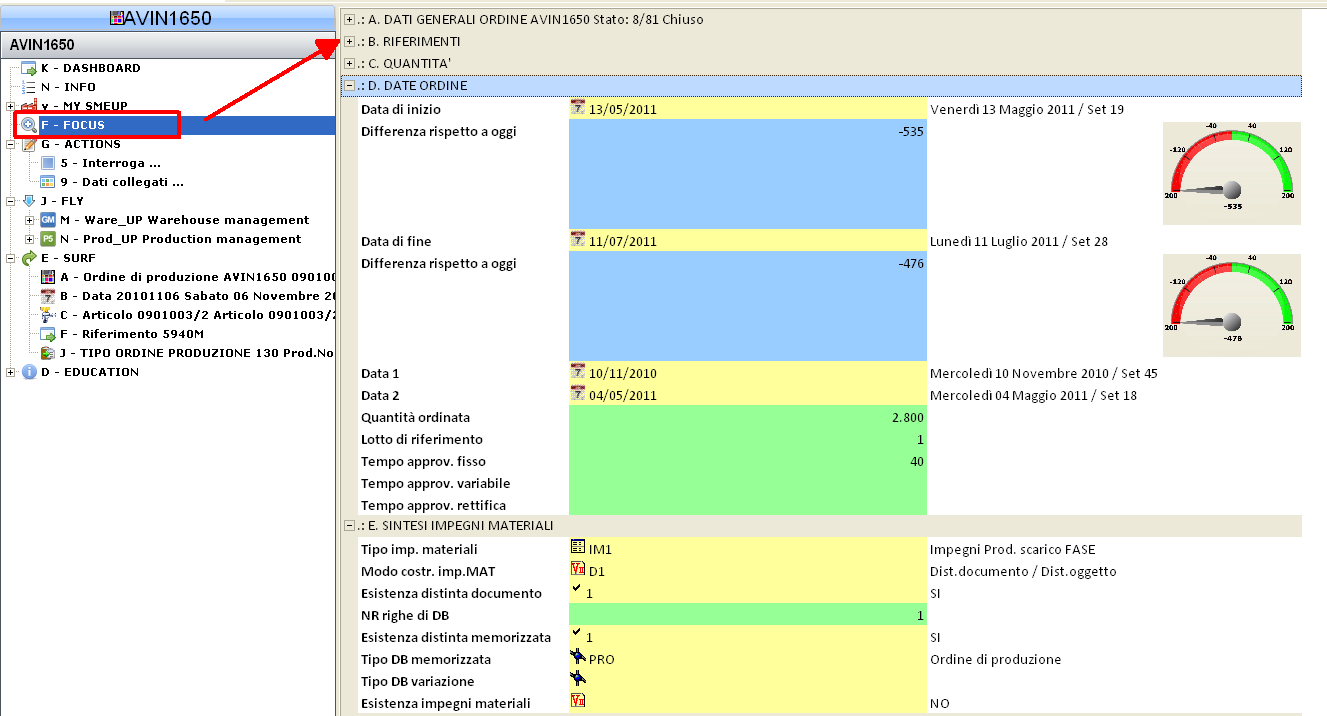 AVIN1650
AVIN1650
K - DASHBOARD
N - INFO
v - MY SMEUP
F - FOCUS
G - ACTIONS
5 - Interroga ...
9 - Dati collegati ...
J - FLY
GM M - Ware_UP Warehouse management
PS N - Prod_UP Production management
E - SURF
A - Ordine di produzione AVIN1650 09010
7 B - Data 20101106 Sabato 06 Novembre 2
C - Articolo 0901003/2 Articolo 0901003/
F - Riferimento 5940M
J - TIPO ORDINE PRODUZIONE 130 Prod.No
D - EDUCATION
.: A. DATI GENERALI ORDINE AVIN1650 Stato: 8/81 Chiuso
.: B. RIFERIMENTI
.: C. QUANTITA'
.: D. DATE ORDINE
Data di inizio 7 13/05/2011 Venerdì 13 Maggio 2011 / Set 19
Differenza rispetto a oggi -535
-40 40
-120 120
200 200
-535
Data di fine 7 11/07/2011 Lunedì 11 Luglio 2011 / Set 28
Differenza rispetto a oggi -476
-40 40
-120 120
200 200
-476
Data 1 7 10/11/2010 Mercoledì 10 Novembre 2010 / Set 45
Data 2 7 04/05/2011 Mercoledì 04 Maggio 2011 / Set 18
Quantità ordinata 2.800
Lotto di riferimento 1
Tempo approv. fisso 40
Tempo approv. variabile
Tempo approv. rettifica
.: E. SINTESI IMPEGNI MATERIALI
Tipo imp. materiali IM1 Impegni Prod. scarico FASE
Modo costr. imp.MAT D1 Dist.documento / Dist.oggetto
Esistenza distinta documento 1 SI
NR righe di DB 1
Esistenza distinta memorizzata 1 SI
Tipo DB memorizzata PRO Ordine di produzione
Tipo DB variazione
Esistenza impegni materiali NO